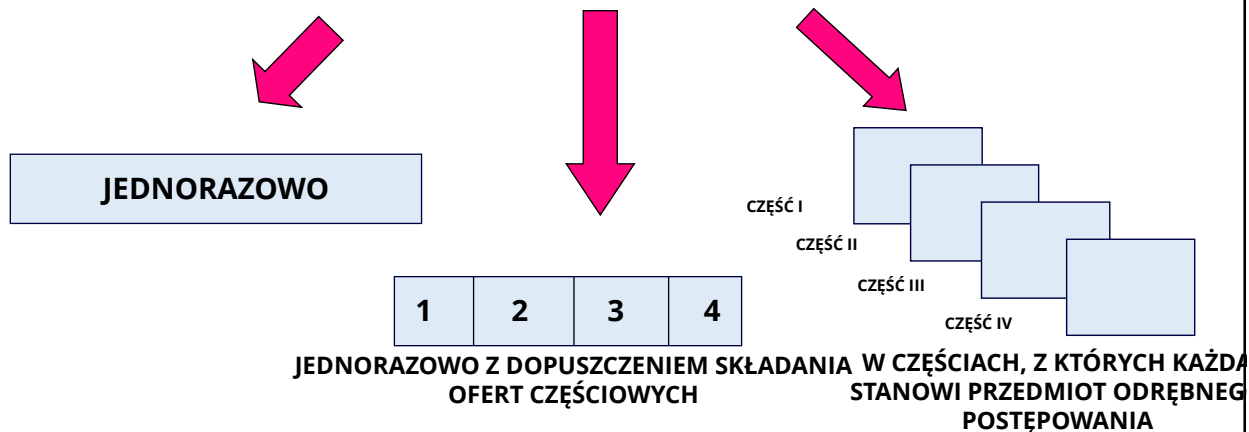 JEDNORAZOWO
1 2 3 4
JEDNORAZOWO Z DOPUSZCZENIEM SKŁADANIA
OFERT CZĘŚCIOWYCH
CZĘŚĆ I
CZĘŚĆ II
CZĘŚĆ III
CZĘŚĆ IV
W CZĘŚCIACH, Z KTÓRYCH KAŻDA
STANOWI PRZEDMIOT ODRĘBNEG
POSTĘPOWANIA